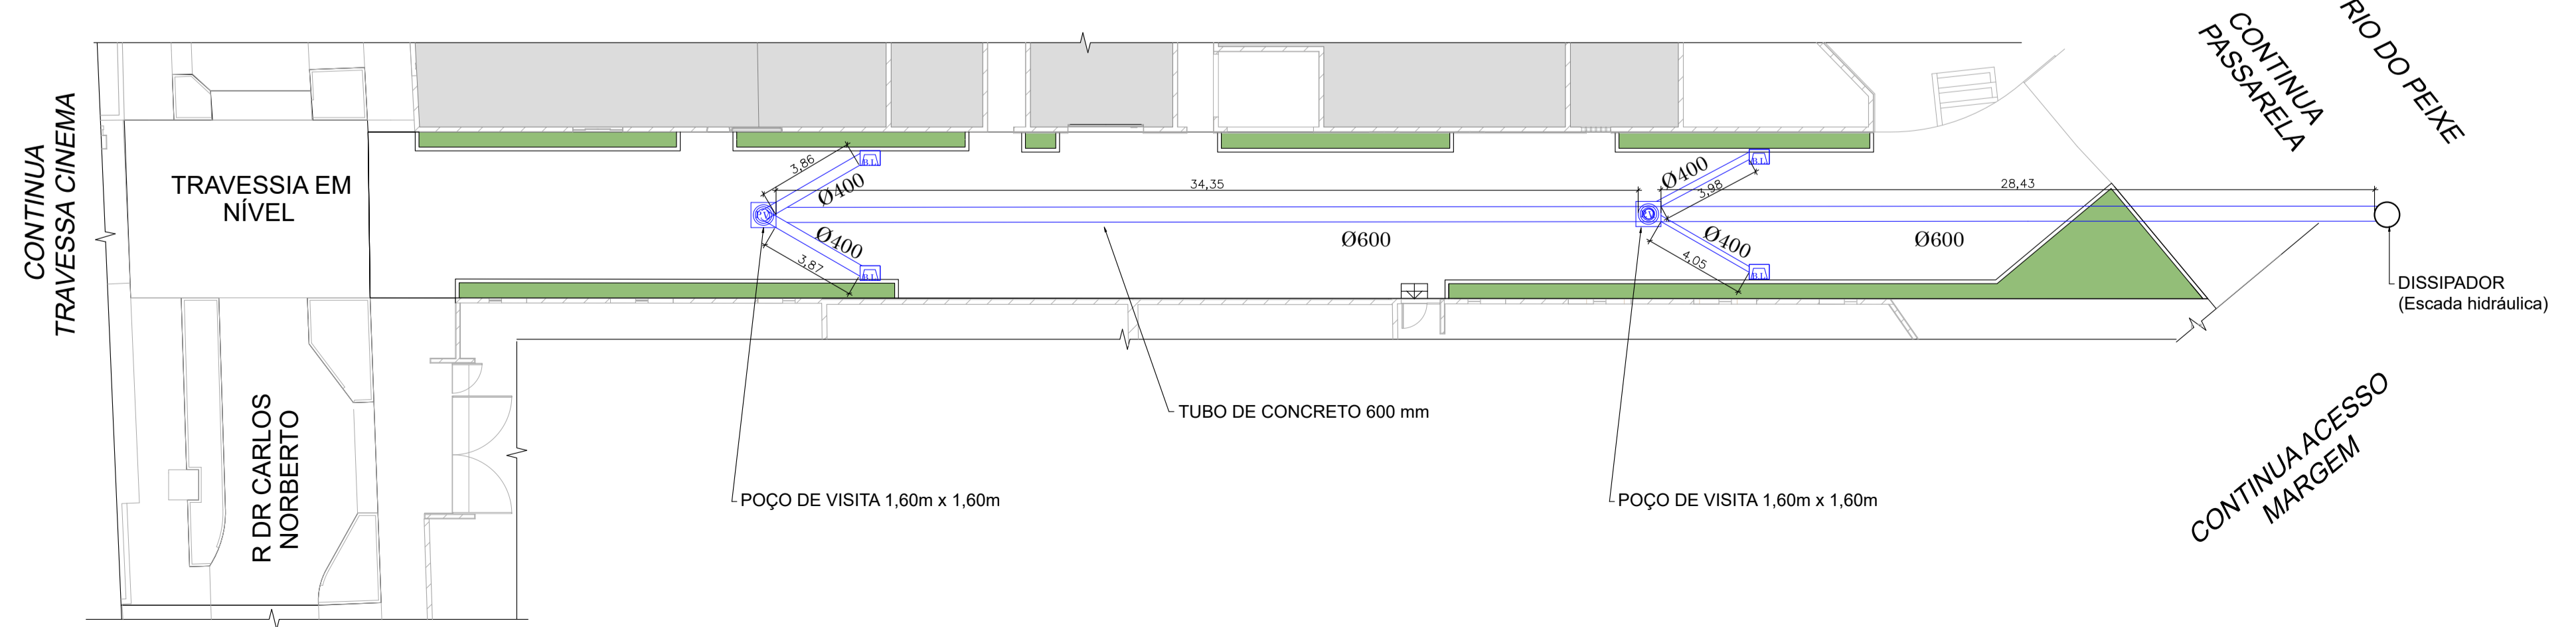 CONTINUA
TRAVESSA CINEMA
TRAVESSIA EM
NÍVEL
R DR CARLOS
NORBERTO
3,86
Ø400
B.L.
P.V.
Ø400
3,87
B.L.
34,35
Ø600
TUBO DE CONCRETO 600 mm
POÇO DE VISITA 1,60m x 1,60m
Ø400
3,98
B.L.
P.V.
Ø400
4,05
B.L.
28,43
Ø600
POÇO DE VISITA 1,60m x 1,60m
CONTINUA
PASSARELA
RIO DO PEIXE
DISSIPADOR
(Escada hidráulica)
CONTINUA ACESSO
MARGEM